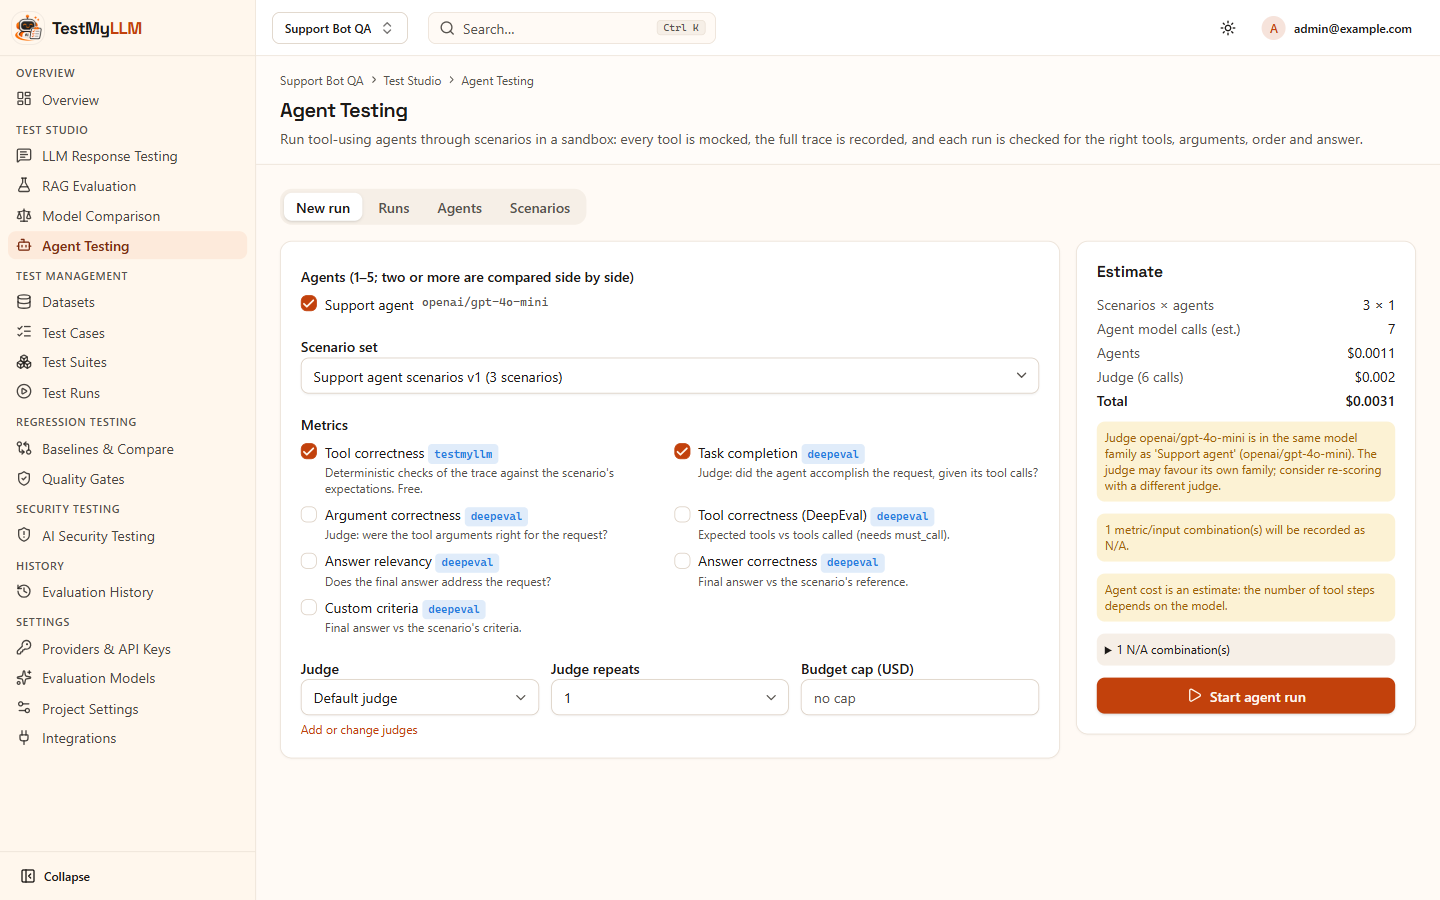 TestMyLLM
Support Bot QA
Search...
Ctrl K
A
admin@example.com
OVERVIEW
Overview
TEST STUDIO
LLM Response Testing
RAG Evaluation
Model Comparison
Agent Testing
TEST MANAGEMENT
Datasets
Test Cases
Test Suites
Test Runs
REGRESSION TESTING
Baselines & Compare
Quality Gates
SECURITY TESTING
AI Security Testing
HISTORY
Evaluation History
SETTINGS
Providers & API Keys
Evaluation Models
Project Settings
Integrations
Collapse
Support Bot QA > Test Studio > Agent Testing
Agent Testing
Run tool-using agents through scenarios in a sandbox: every tool is mocked, the full trace is recorded, and each run is checked for the right tools, arguments, order and answer.
New run
Runs
Agents
Scenarios
Agents (1–5; two or more are compared side by side)
Support agent openai/gpt-4o-mini
Scenario set
Support agent scenarios v1 (3 scenarios)
Metrics
Tool correctness testmyllm
Deterministic checks of the trace against the scenario's
expectations. Free.
Task completion deepeval
Judge: did the agent accomplish the request, given its tool calls?
Argument correctness deepeval
Judge: were the tool arguments right for the request?
Tool correctness (DeepEval) deepeval
Expected tools vs tools called (needs must_call).
Answer relevancy deepeval
Does the final answer address the request?
Answer correctness deepeval
Final answer vs the scenario's reference.
Custom criteria deepeval
Final answer vs the scenario's criteria.
Judge
Default judge
Judge repeats
1
Budget cap (USD)
no cap
Add or change judges
Estimate
Scenarios × agents 3 × 1
Agent model calls (est.) 7
Agents $0.0011
Judge (6 calls) $0.002
Total $0.0031
Judge openai/gpt-4o-mini is in the same model
family as 'Support agent' (openai/gpt-4o-mini). The
judge may favour its own family; consider re-scoring
with a different judge.
1 metric/input combination(s) will be recorded as
N/A.
Agent cost is an estimate: the number of tool steps
depends on the model.
1 N/A combination(s)
Start agent run